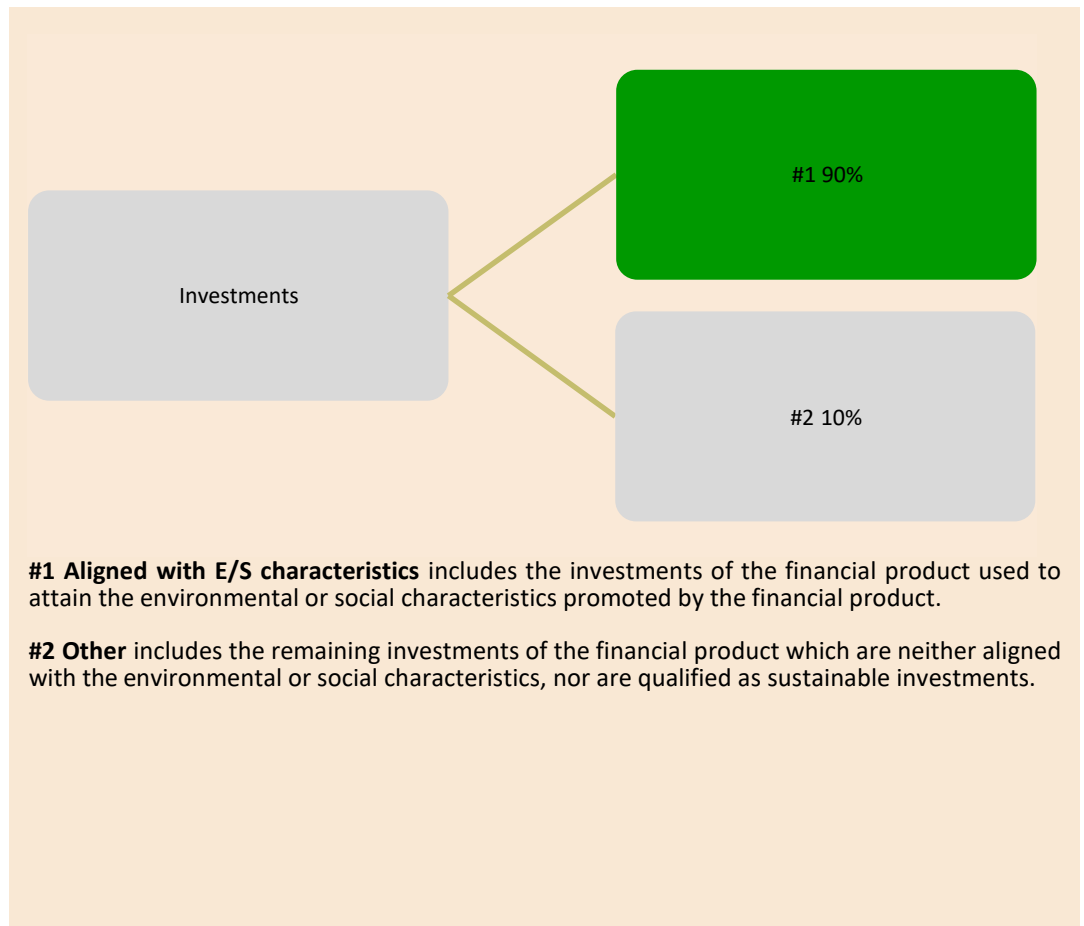 #1 90%
Investments
#2 10%
#1 Aligned with E/S characteristics includes the investments of the financial product used to
attain the environmental or social characteristics promoted by the financial product.
#2 Other includes the remaining investments of the financial product which are neither aligned
with the environmental or social characteristics, nor are qualified as sustainable investments.